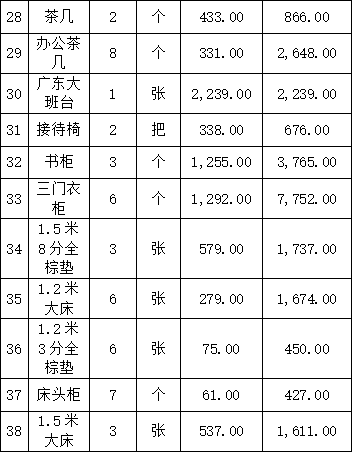 28 茶几 2 个 433.00 866.00
29 办公茶几 8 个 331.00 2,648.00
30 广东大班台 1 张 2,239.00 2,239.00
31 接待椅 2 把 338.00 676.00
32 书柜 3 个 1,255.00 3,765.00
33 三门衣柜 6 个 1,292.00 7,752.00
34 1.5米8分全棕垫 3 张 579.00 1,737.00
35 1.2米大床 6 张 279.00 1,674.00
36 1.2米3分全棕垫 6 张 75.00 450.00
37 床头柜 7 个 61.00 427.00
38 1.5米大床 3 张 537.00 1,611.00